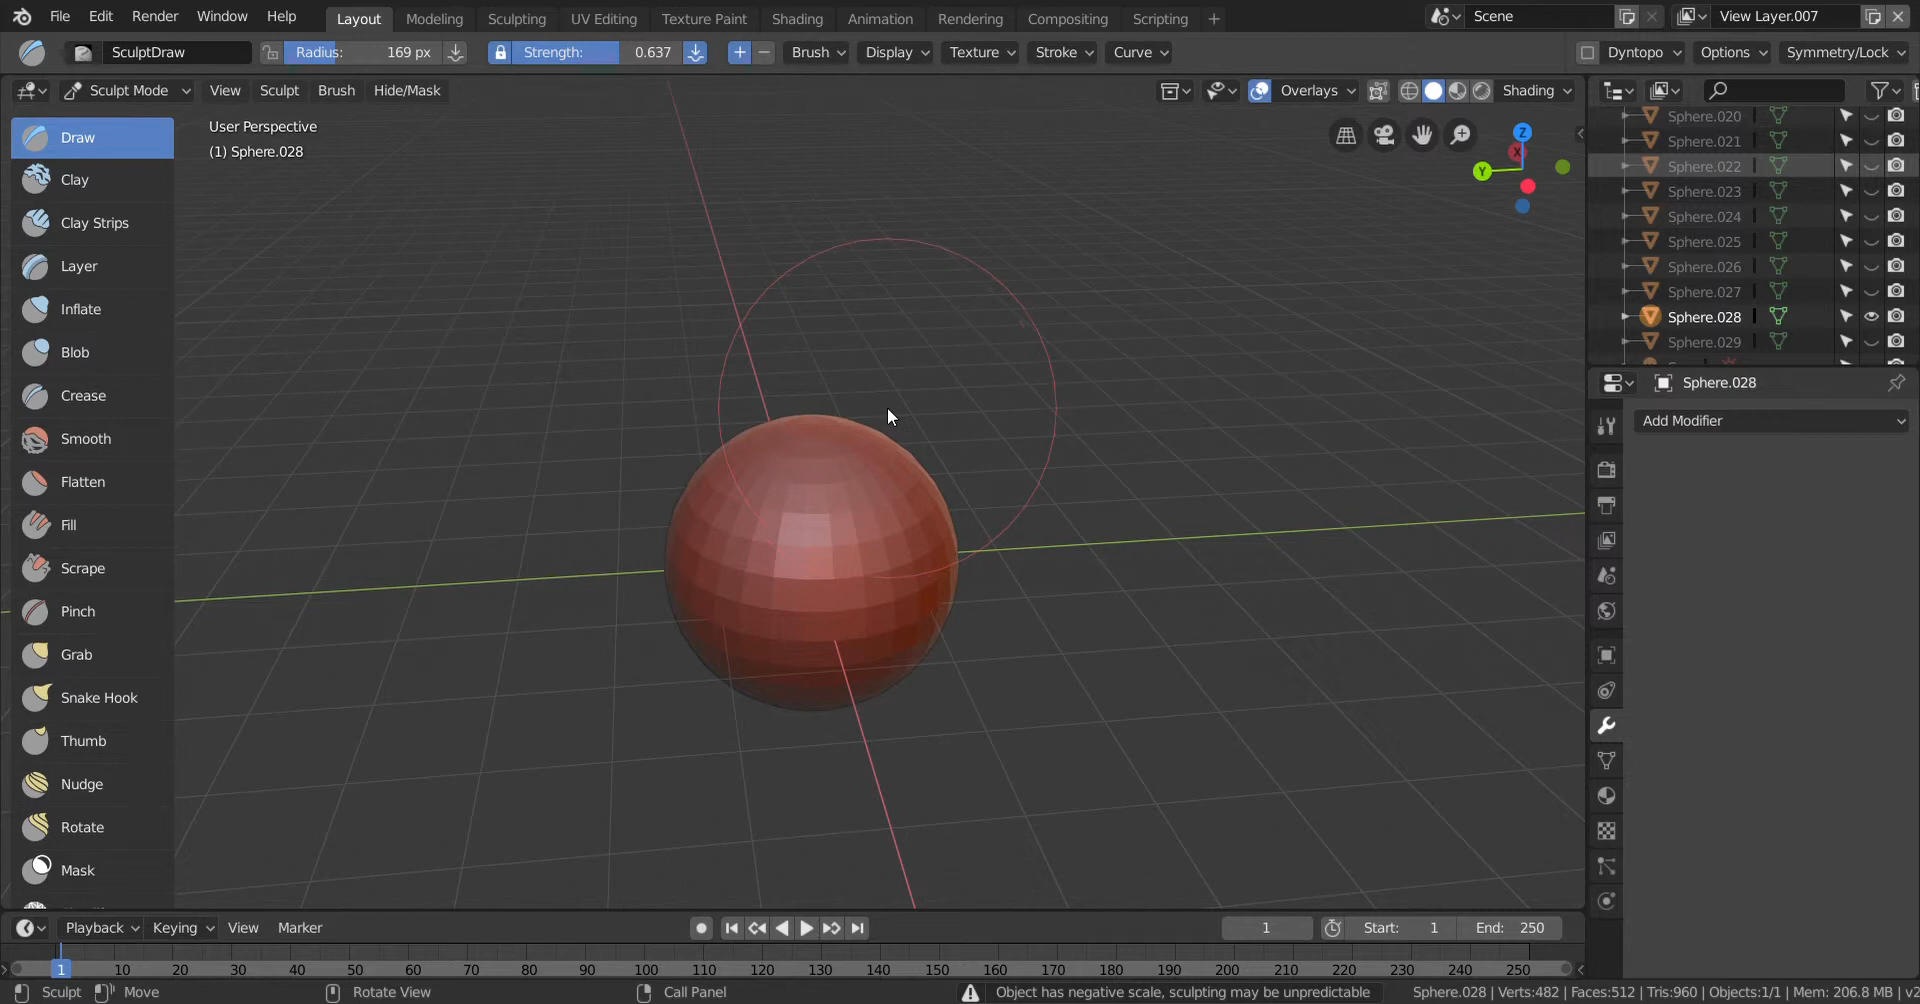 File Edit Render Window Help Layout Modeling Sculpting UV Editing Texture Paint Shading Animation Rendering Compositing Scripting + Scene View Layer.007
SculptDraw Radius: 169 px Strength: 0.637 Brush Display Texture Stroke Curve Dyntopo Options Symmetry/Lock
Sculpt Mode View Sculpt Brush Hide/Mask Overlays Shading
User Perspective
(1) Sphere.028
Draw
Clay
Clay Strips
Layer
Inflate
Blob
Crease
Smooth
Flatten
Fill
Scrape
Pinch
Grab
Snake Hook
Thumb
Nudge
Rotate
Mask
Z
X
Y
Sphere.020
Sphere.021
Sphere.022
Sphere.023
Sphere.024
Sphere.025
Sphere.026
Sphere.027
Sphere.028
Sphere.029
Sphere.028
Add Modifier
Playback Keying View Marker 1 Start: 1 End: 250
1 10 20 30 40 50 60 70 80 90 100 110 120 130 140 150 160 170 180 190 200 210 220 230 240 250
Sculpt Move Rotate View Call Panel Object has negative scale, sculpting may be unpredictable Sphere.028 | Verts:482 | Faces:512 | Tris:960 | Objects:1/1 | Mem: 206.8 MB | v2